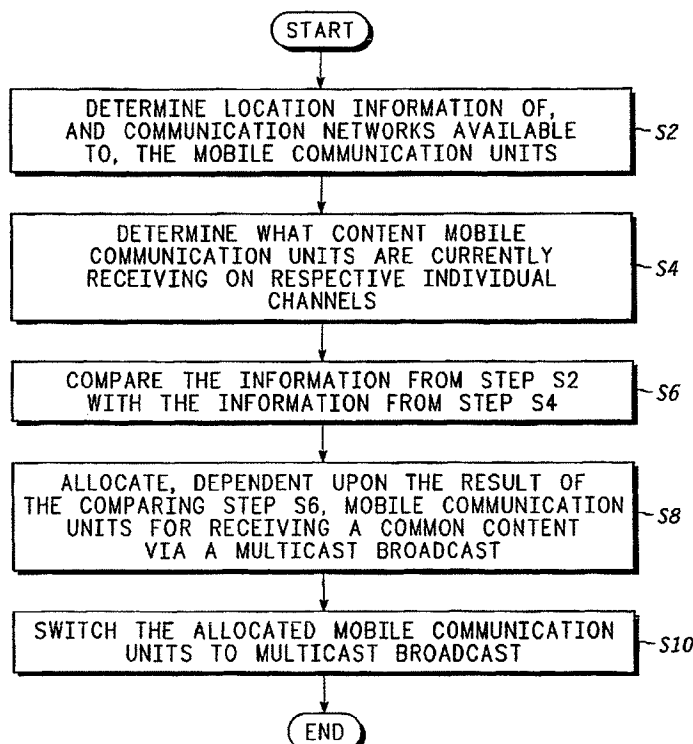 START
DETERMINE LOCATION INFORMATION OF,
AND COMMUNICATION NETWORKS AVAILABLE
TO, THE MOBILE COMMUNICATION UNITS
S2
DETERMINE WHAT CONTENT MOBILE
COMMUNICATION UNITS ARE CURRENTLY
RECEIVING ON RESPECTIVE INDIVIDUAL
CHANNELS
S4
COMPARE THE INFORMATION FROM STEP S2
WITH THE INFORMATION FROM STEP S4
S6
ALLOCATE, DEPENDENT UPON THE RESULT OF
THE COMPARING STEP S6, MOBILE COMMUNICATION
UNITS FOR RECEIVING A COMMON CONTENT
VIA A MULTICAST BROADCAST
S8
SWITCH THE ALLOCATED MOBILE COMMUNICATION
UNITS TO MULTICAST BROADCAST
S10
END